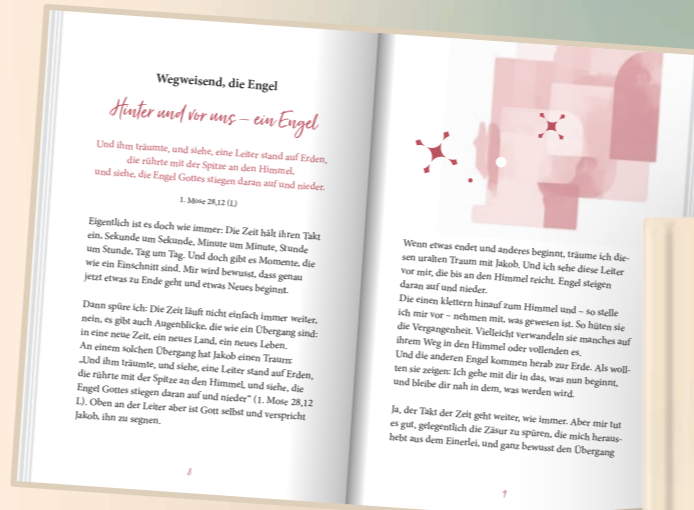 Wegweisend, die Engel
Hinter und vor uns – ein Engel
Und ihm träumte, und siehe, eine Leiter stand auf Erden,
die rührte mit der Spitze an den Himmel,
und siehe, die Engel Gottes stiegen daran auf und nieder.
1. Mose 28,12 (L)
Eigentlich ist es doch wie immer: Die Zeit hält ihren Takt
ein, Sekunde um Sekunde, Minute um Minute, Stunde
um Stunde, Tag um Tag. Und doch gibt es Momente, die
wie ein Einschnitt sind. Mir wird bewusst, dass genau
jetzt etwas zu Ende geht und etwas Neues beginnt.
Dann spüre ich: Die Zeit läuft nicht einfach immer weiter,
nein, es gibt auch Augenblicke, die wie ein Übergang sind:
in eine neue Zeit, ein neues Land, ein neues Leben.
An einem solchen Übergang hat Jakob einen Traum:
„Und ihm träumte, und siehe, eine Leiter stand auf Erden,
die rührte mit der Spitze an den Himmel, und siehe, die
Engel Gottes stiegen daran auf und nieder“ (1. Mose 28,12
L). Oben an der Leiter aber ist Gott selbst und verspricht
Jakob, ihn zu segnen.
8
Wenn etwas endet und anderes beginnt, träume ich die-
sen uralten Traum mit Jakob. Und ich sehe diese Leiter
vor mir, die bis an den Himmel reicht. Engel steigen
daran auf und nieder.
Die einen klettern hinauf zum Himmel und – so stelle
ich mir vor – nehmen mit, was gewesen ist. So hüten sie
die Vergangenheit. Vielleicht verwandeln sie manches auf
ihrem Weg in den Himmel oder vollenden es.
Und die anderen Engel kommen herab zur Erde. Als woll-
ten sie zeigen: Ich gehe mit dir in das, was nun beginnt,
und bleibe dir nah in dem, was werden wird.
Ja, der Takt der Zeit geht weiter, wie immer. Aber mir tut
es gut, gelegentlich die Zäsur zu spüren, die mich heraus-
hebt aus dem Einerlei, und ganz bewusst den Übergang
9